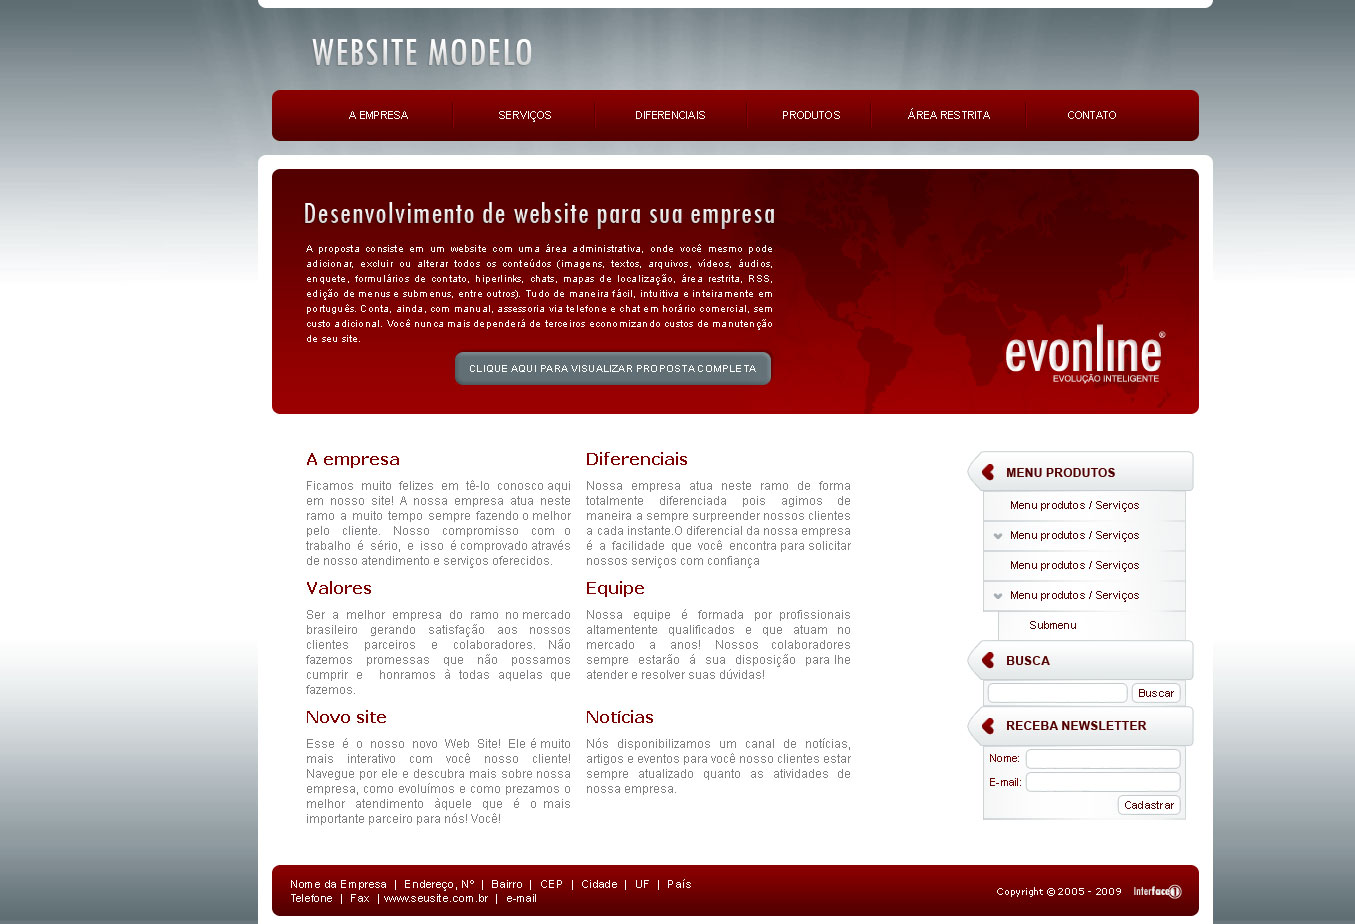 WEBSITE MODELO
A EMPRESA SERVIÇOS DIFERENCIAIS PRODUTOS ÁREA RESTRITA CONTATO
Desenvolvimento de website para sua empresa
A proposta consiste em um website com uma área administrativa, onde você mesmo pode
adicionar, excluir ou alterar todos os conteúdos (imagens, textos, arquivos, vídeos, áudios,
enquete, formulários de contato, hiperlinks, chats, mapas de localização, área restrita, RSS,
edição de menus e submenus, entre outros). Tudo de maneira fácil, intuitiva e inteiramente em
português. Conta, ainda, com manual, assessoria via telefone e chat em horário comercial, sem
custo adicional. Você nunca mais dependerá de terceiros economizando custos de manutenção
de seu site.
CLIQUE AQUI PARA VISUALIZAR PROPOSTA COMPLETA
evonline®
EVOLUÇÃO INTELIGENTE
A empresa
Ficamos muito felizes em tê-lo conosco aqui
em nosso site! A nossa empresa atua neste
ramo a muito tempo sempre fazendo o melhor
pelo cliente. Nosso compromisso com o
trabalho é sério, e isso é comprovado através
de nosso atendimento e serviços oferecidos.
Diferenciais
Nossa empresa atua neste ramo de forma
totalmente diferenciada pois agimos de
maneira a sempre surpreender nossos clientes
a cada instante.O diferencial da nossa empresa
é a facilidade que você encontra para solicitar
nossos serviços com confiança
Valores
Ser a melhor empresa do ramo no mercado
brasileiro gerando satisfação aos nossos
clientes parceiros e colaboradores. Não
fazemos promessas que não possamos
cumprir e honramos à todas aquelas que
fazemos.
Equipe
Nossa equipe é formada por profissionais
altamentente qualificados e que atuam no
mercado a anos! Nossos colaboradores
sempre estarão á sua disposição para lhe
atender e resolver suas dúvidas!
Novo site
Esse é o nosso novo Web Site! Ele é muito
mais interativo com você nosso cliente!
Navegue por ele e descubra mais sobre nossa
empresa, como evoluímos e como prezamos o
melhor atendimento àquele que é o mais
importante parceiro para nós! Você!
Notícias
Nós disponibilizamos um canal de notícias,
artigos e eventos para você nosso clientes estar
sempre atualizado quanto as atividades de
nossa empresa.
MENU PRODUTOS
Menu produtos / Serviços
Menu produtos / Serviços
Menu produtos / Serviços
Menu produtos / Serviços
Submenu
BUSCA
Buscar
RECEBA NEWSLETTER
Nome:
E-mail:
Cadastrar
Nome da Empresa | Endereço, Nº | Bairro | CEP | Cidade | UF | País
Telefone | Fax | www.seusite.com.br | e-mail
Copyright © 2005 - 2009 Interface1